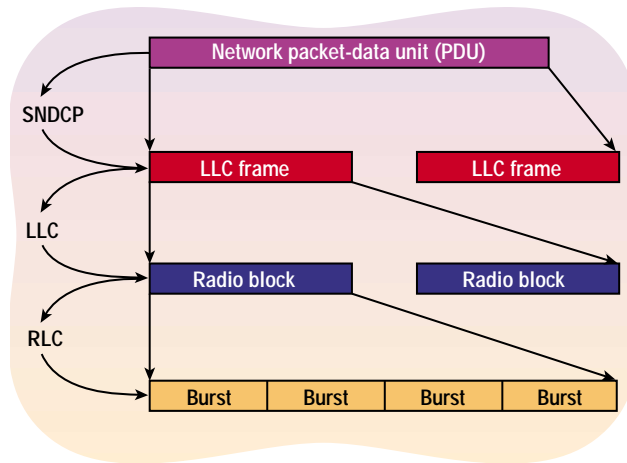 Network packet-data unit (PDU)
SNDCP
LLC frame
LLC frame
LLC
Radio block
Radio block
RLC
Burst
Burst
Burst
Burst